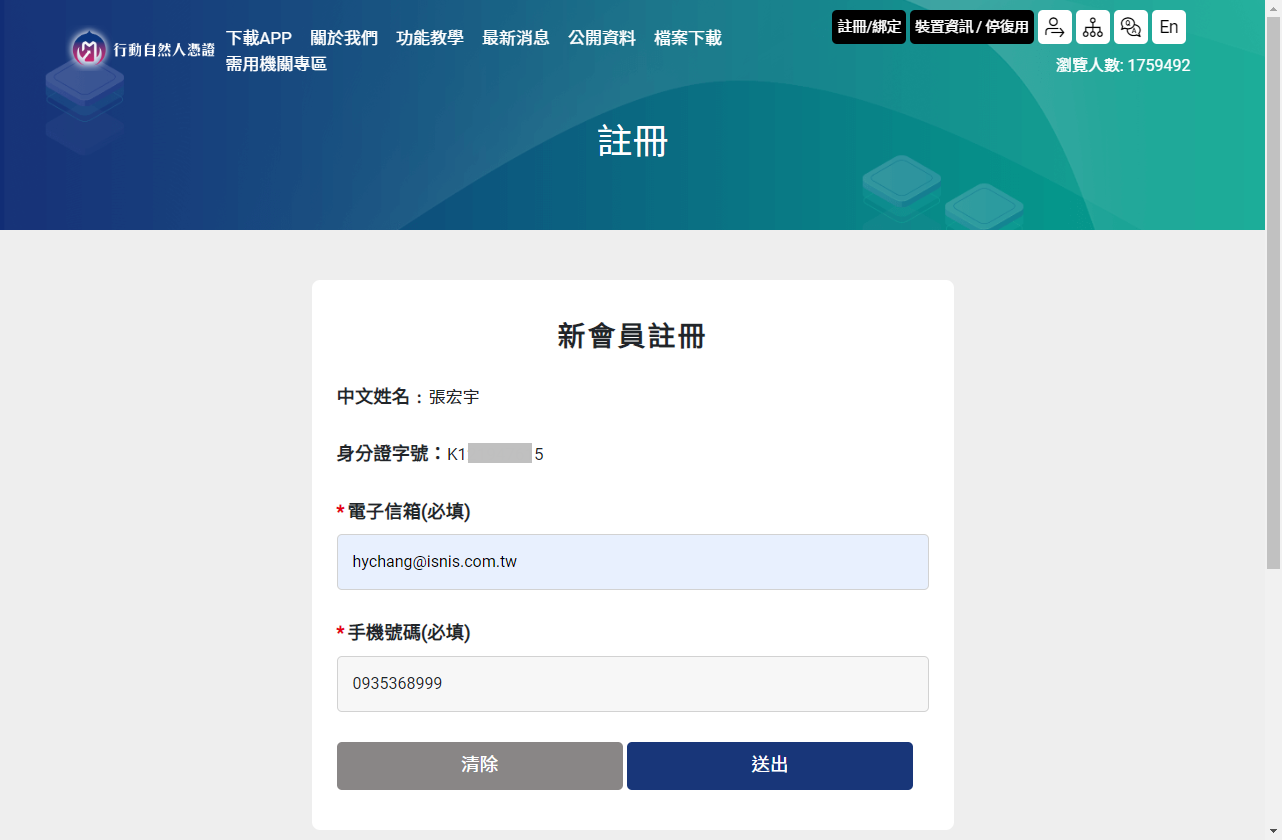 行動自然人憑證
下載APP 關於我們 功能教學 最新消息 公開資料 檔案下載
需用機關專區
註冊/綁定 裝置資訊 / 停復用 En
瀏覽人數: 1759492
註冊
新會員註冊
中文姓名：張宏宇
身分證字號：K1 5
*電子信箱(必填)
hychang@isnis.com.tw
*手機號碼(必填)
0935368999
清除 送出